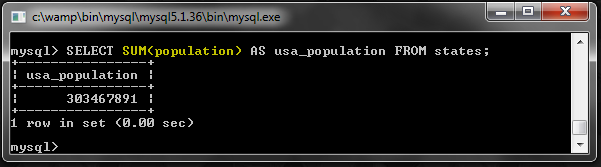 c:\wamp\bin\mysql\mysql5.1.36\bin\mysql.exe
mysql> SELECT SUM(population) AS usa_population FROM states;
+----------------+
| usa_population |
+----------------+
|      303467891 |
+----------------+
1 row in set (0.00 sec)
mysql>